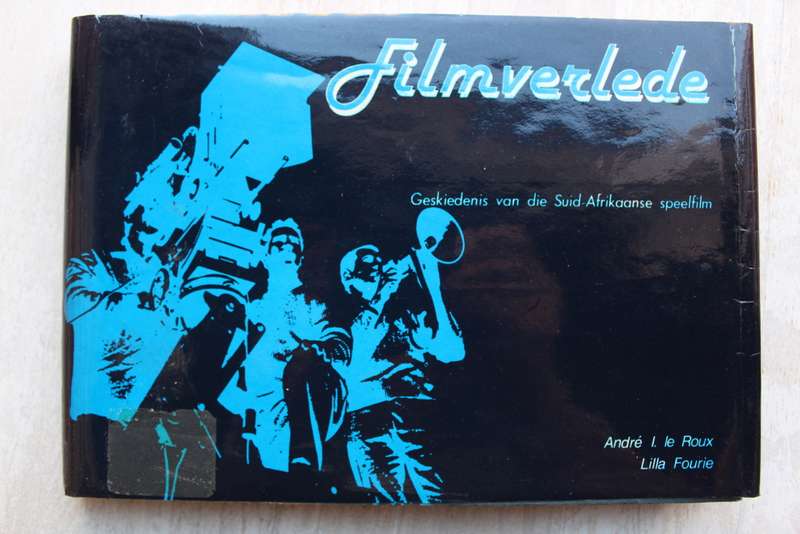 Filmverlede
Geskiedenis van die Suid-Afrikaanse speelfilm
André I. le Roux
Lilla Fourie